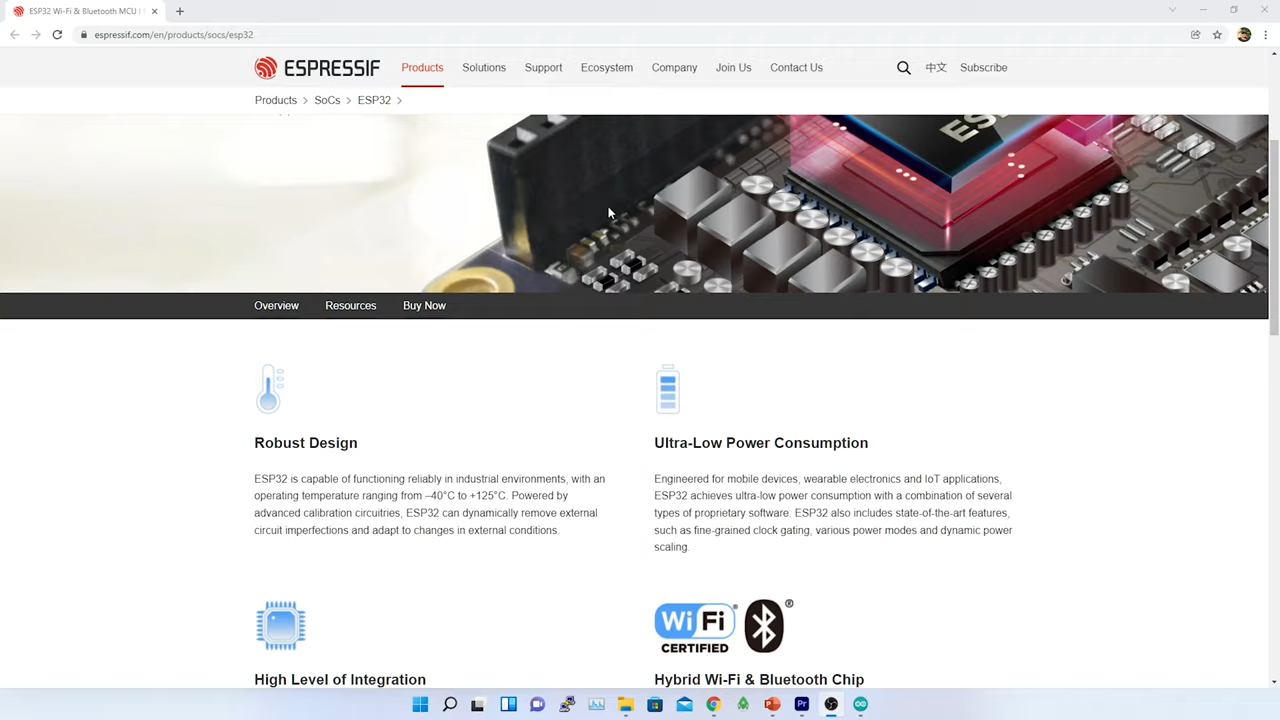 ESP32 Wi-Fi & Bluetooth MCU I
espressif.com/en/products/socs/esp32
ESPRESSIF Products Solutions Support Ecosystem Company Join Us Contact Us 中文 Subscribe
Products > SoCs > ESP32 >
ES
Overview Resources Buy Now
Robust Design
ESP32 is capable of functioning reliably in industrial environments, with an
operating temperature ranging from –40°C to +125°C. Powered by
advanced calibration circuitries, ESP32 can dynamically remove external
circuit imperfections and adapt to changes in external conditions.
Ultra-Low Power Consumption
Engineered for mobile devices, wearable electronics and IoT applications,
ESP32 achieves ultra-low power consumption with a combination of several
types of proprietary software. ESP32 also includes state-of-the-art features,
such as fine-grained clock gating, various power modes and dynamic power
scaling.
High Level of Integration
Wi Fi ®
CERTIFIED
Hybrid Wi-Fi & Bluetooth Chip
Pr